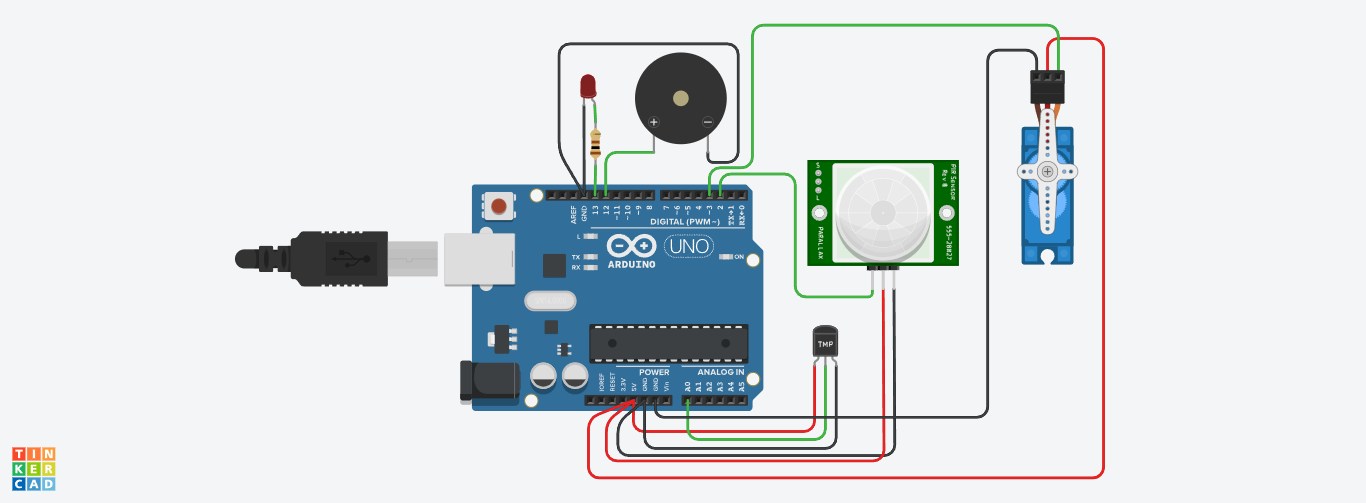 +
−
AREF
GND
13
12
~11
~10
~9
8
7
~6
~5
4
~3
2
TX→1
RX←0
DIGITAL (PWM~)
L
TX
RX
ARDUINO
UNO
ON
POWER
ANALOG IN
IOREF
RESET
3.3V
5V
GND
GND
Vin
A0
A1
A2
A3
A4
A5
S
L
PARALLAX
PIR SENSOR
Rev B
555-28027
TMP
TIN
KER
CAD